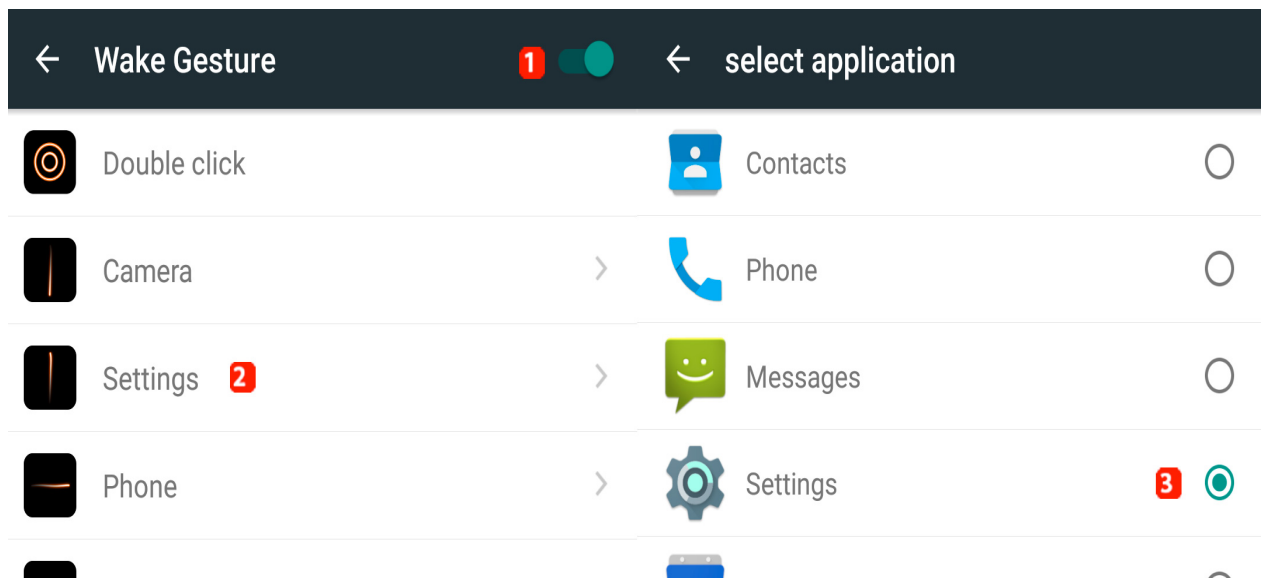 Wake Gesture 1
Double click
Camera
Settings 2
Phone
select application
Contacts
Phone
Messages
Settings 3